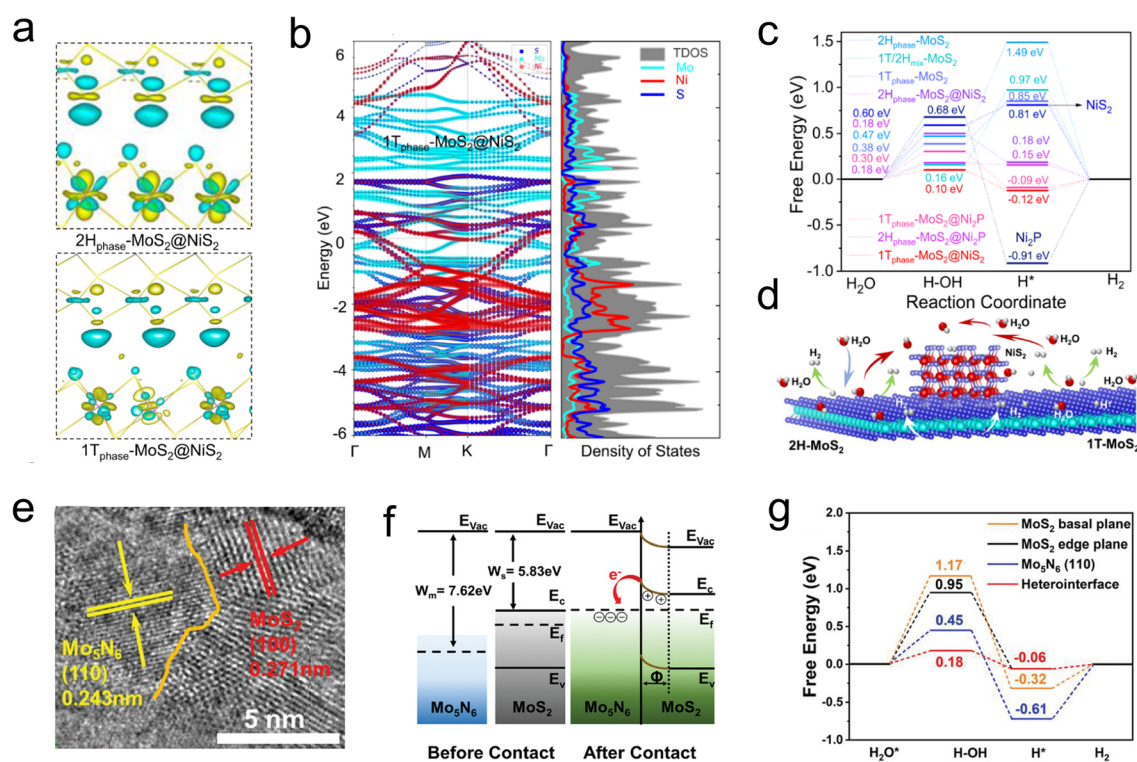 a
2Hphase-MoS2@NiS2
1Tphase-MoS2@NiS2
b
6
4
2
0
-2
-4
-6
Energy (eV)
S
Mo
Ni
1Tphase-MoS2@NiS2
Γ M K Γ
TDOS
Mo
Ni
S
Density of States
c
1.5
1.0
0.5
0.0
-0.5
-1.0
Free Energy (eV)
2Hphase-MoS2
1T/2Hmix-MoS2
1Tphase-MoS2
2Hphase-MoS2@NiS2
0.60 eV
0.18 eV
0.47 eV
0.38 eV
0.30 eV
0.18 eV
0.68 eV
0.16 eV
0.10 eV
1.49 eV
0.97 eV
0.85 eV
0.81 eV
NiS2
0.18 eV
0.15 eV
-0.09 eV
-0.12 eV
Ni2P
-0.91 eV
1Tphase-MoS2@Ni2P
2Hphase-MoS2@Ni2P
1Tphase-MoS2@NiS2
H2O H-OH H* H2
Reaction Coordinate
d
H2O
H2O
H2O
H2
H2
H2O
H2O
NiS2
H2
H2O
2H-MoS2
1T-MoS2
e
Mo5N6
(110)
0.243nm
MoS2
(100)
0.271nm
5 nm
f
EVac
EVac
EVac
EVac
Wm= 7.62eV
Ws= 5.83eV
Ec
Ef
Ev
e-
Ec
Ef
Ev
Φ
Mo5N6
MoS2
Mo5N6
MoS2
Before Contact
After Contact
g
2.0
1.5
1.0
0.5
0.0
-0.5
-1.0
Free Energy (eV)
MoS2 basal plane
MoS2 edge plane
Mo5N6 (110)
Heterointerface
1.17
0.95
0.45
0.18
-0.06
-0.32
-0.61
H2O* H-OH H* H2